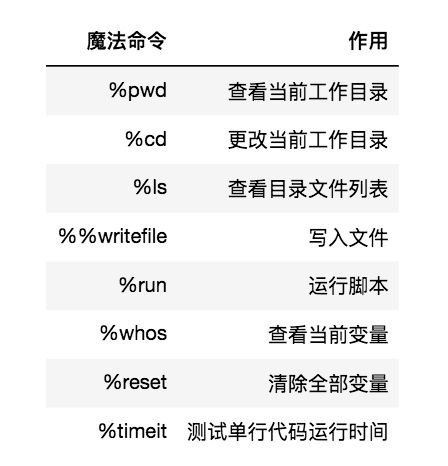 魔法命令 作用
%pwd 查看当前工作目录
%cd 更改当前工作目录
%ls 查看目录文件列表
%%writefile 写入文件
%run 运行脚本
%whos 查看当前变量
%reset 清除全部变量
%timeit 测试单行代码运行时间